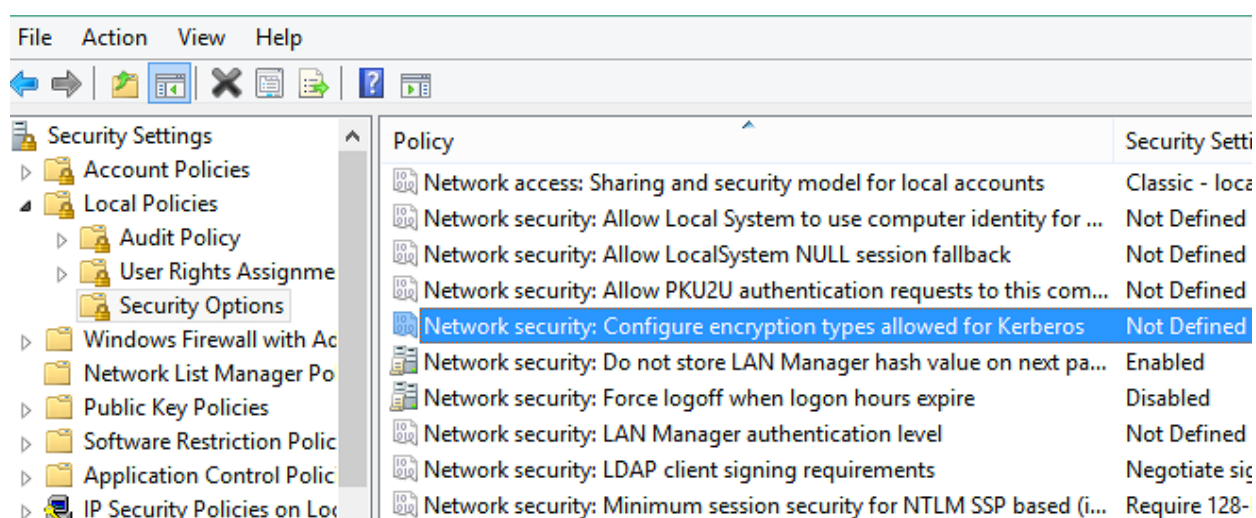 File Action View Help
Security Settings
Account Policies
Local Policies
Audit Policy
User Rights Assignme
Security Options
Windows Firewall with Ad
Network List Manager Po
Public Key Policies
Software Restriction Polic
Application Control Polic
IP Security Policies on Loc
Policy Security Setti
Network access: Sharing and security model for local accounts Classic - loca
Network security: Allow Local System to use computer identity for ... Not Defined
Network security: Allow LocalSystem NULL session fallback Not Defined
Network security: Allow PKU2U authentication requests to this com... Not Defined
Network security: Configure encryption types allowed for Kerberos Not Defined
Network security: Do not store LAN Manager hash value on next pa... Enabled
Network security: Force logoff when logon hours expire Disabled
Network security: LAN Manager authentication level Not Defined
Network security: LDAP client signing requirements Negotiate sig
Network security: Minimum session security for NTLM SSP based (i... Require 128-